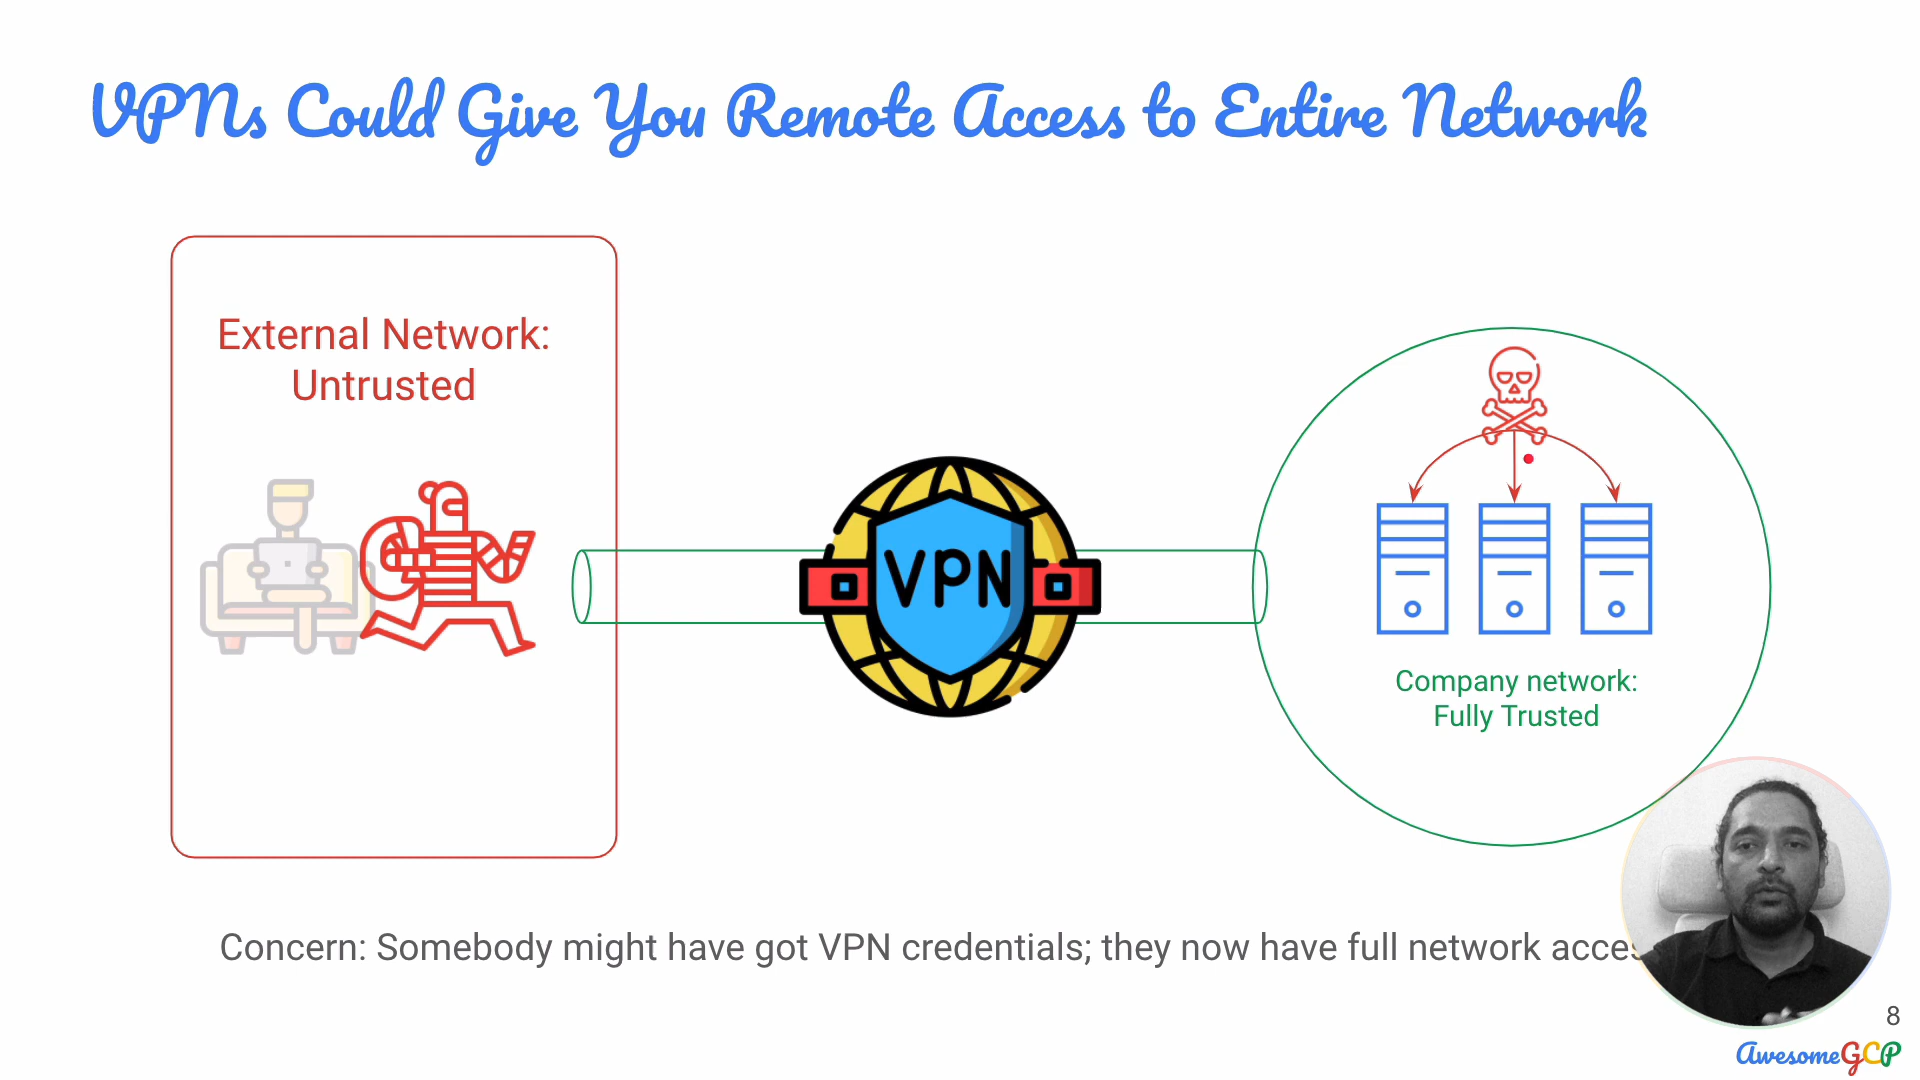 VPNs Could Give You Remote Access to Entire Network
External Network:
Untrusted
VPN
Company network:
Fully Trusted
Concern: Somebody might have got VPN credentials; they now have full network
8
AwesomeGCP